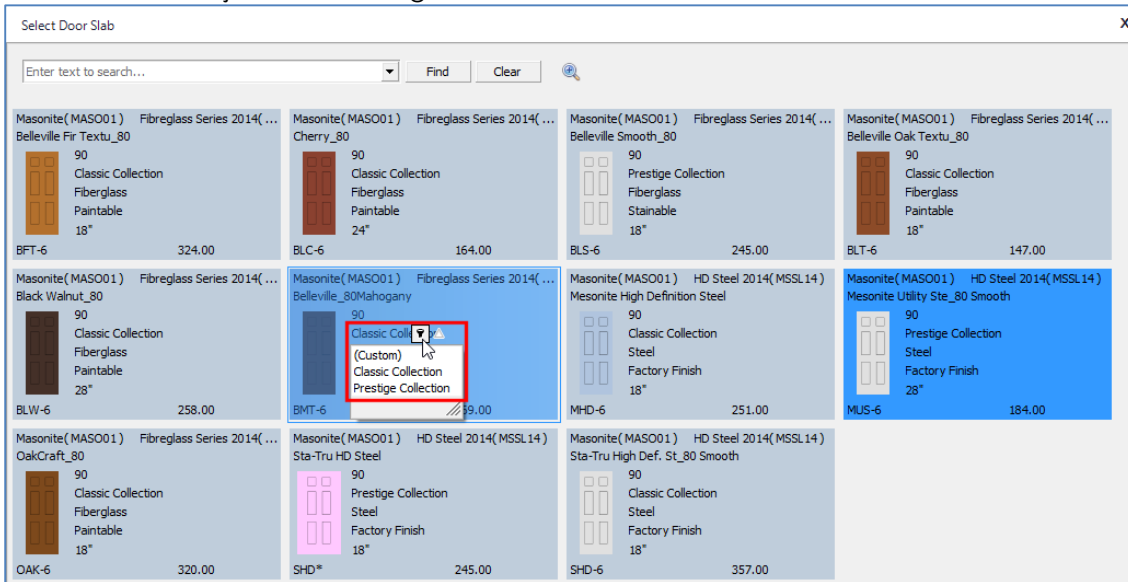 Select Door Slab
x
Enter text to search...
Find
Clear
Masonite( MASO01 ) Fibreglass Series 2014( ...
Belleville Fir Textu_80
90
Classic Collection
Fiberglass
Paintable
18"
BFT-6 324.00
Masonite( MASO01 ) Fibreglass Series 2014( ...
Cherry_80
90
Classic Collection
Fiberglass
Paintable
24"
BLC-6 164.00
Masonite( MASO01 ) Fibreglass Series 2014( ...
Belleville Smooth_80
90
Prestige Collection
Fiberglass
Stainable
18"
BLS-6 245.00
Masonite( MASO01 ) Fibreglass Series 2014( ...
Belleville Oak Textu_80
90
Classic Collection
Fiberglass
Paintable
18"
BLT-6 147.00
Masonite( MASO01 ) Fibreglass Series 2014( ...
Black Walnut_80
90
Classic Collection
Fiberglass
Paintable
28"
BLW-6 258.00
Masonite( MASO01 ) Fibreglass Series 2014( ...
Belleville_80Mahogany
90
Classic
(Custom)
Classic Collection
Prestige Collection
BMT-6
Masonite( MASO01 ) HD Steel 2014( MSSL14 )
Mesonite High Definition Steel
90
Classic Collection
Steel
Factory Finish
18"
MHD-6 251.00
Masonite( MASO01 ) HD Steel 2014( MSSL14 )
Mesonite Utility Ste_80 Smooth
90
Prestige Collection
Steel
Factory Finish
28"
MUS-6 184.00
Masonite( MASO01 ) Fibreglass Series 2014( ...
OakCraft_80
90
Classic Collection
Fiberglass
Paintable
18"
OAK-6 320.00
Masonite( MASO01 ) HD Steel 2014( MSSL14 )
Sta-Tru HD Steel
90
Prestige Collection
Steel
Factory Finish
18"
SHD* 245.00
Masonite( MASO01 ) HD Steel 2014( MSSL14 )
Sta-Tru High Def. St_80 Smooth
90
Classic Collection
Steel
Factory Finish
18"
SHD-6 357.00